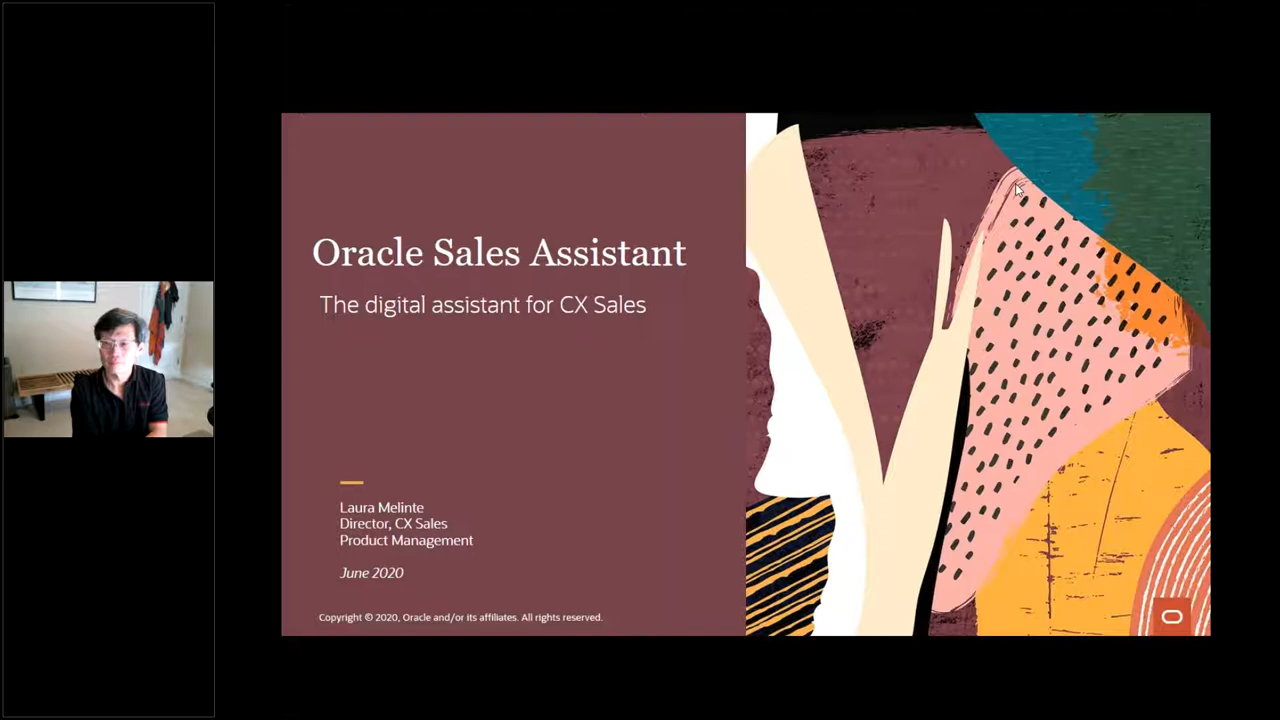 Oracle Sales Assistant
The digital assistant for CX Sales
Laura Melinte
Director, CX Sales
Product Management
June 2020
Copyright © 2020, Oracle and/or its affiliates. All rights reserved.